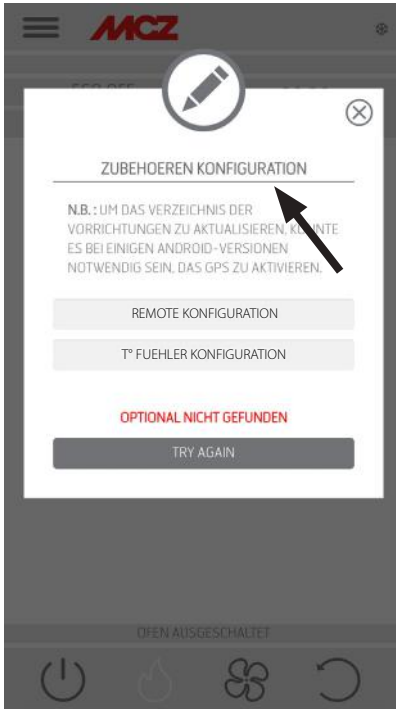 MCZ
ZUBEHOEREN KONFIGURATION
N.B. : UM DAS VERZEICHNIS DER
VORRICHTUNGEN ZU AKTUALISIEREN, KÖNNTE
ES BEI EINIGEN ANDROID-VERSIONEN
NOTWENDIG SEIN, DAS GPS ZU AKTIVIEREN.
REMOTE KONFIGURATION
T° FUEHLER KONFIGURATION
OPTIONAL NICHT GEFUNDEN
TRY AGAIN
OFEN AUSGESCHALTET